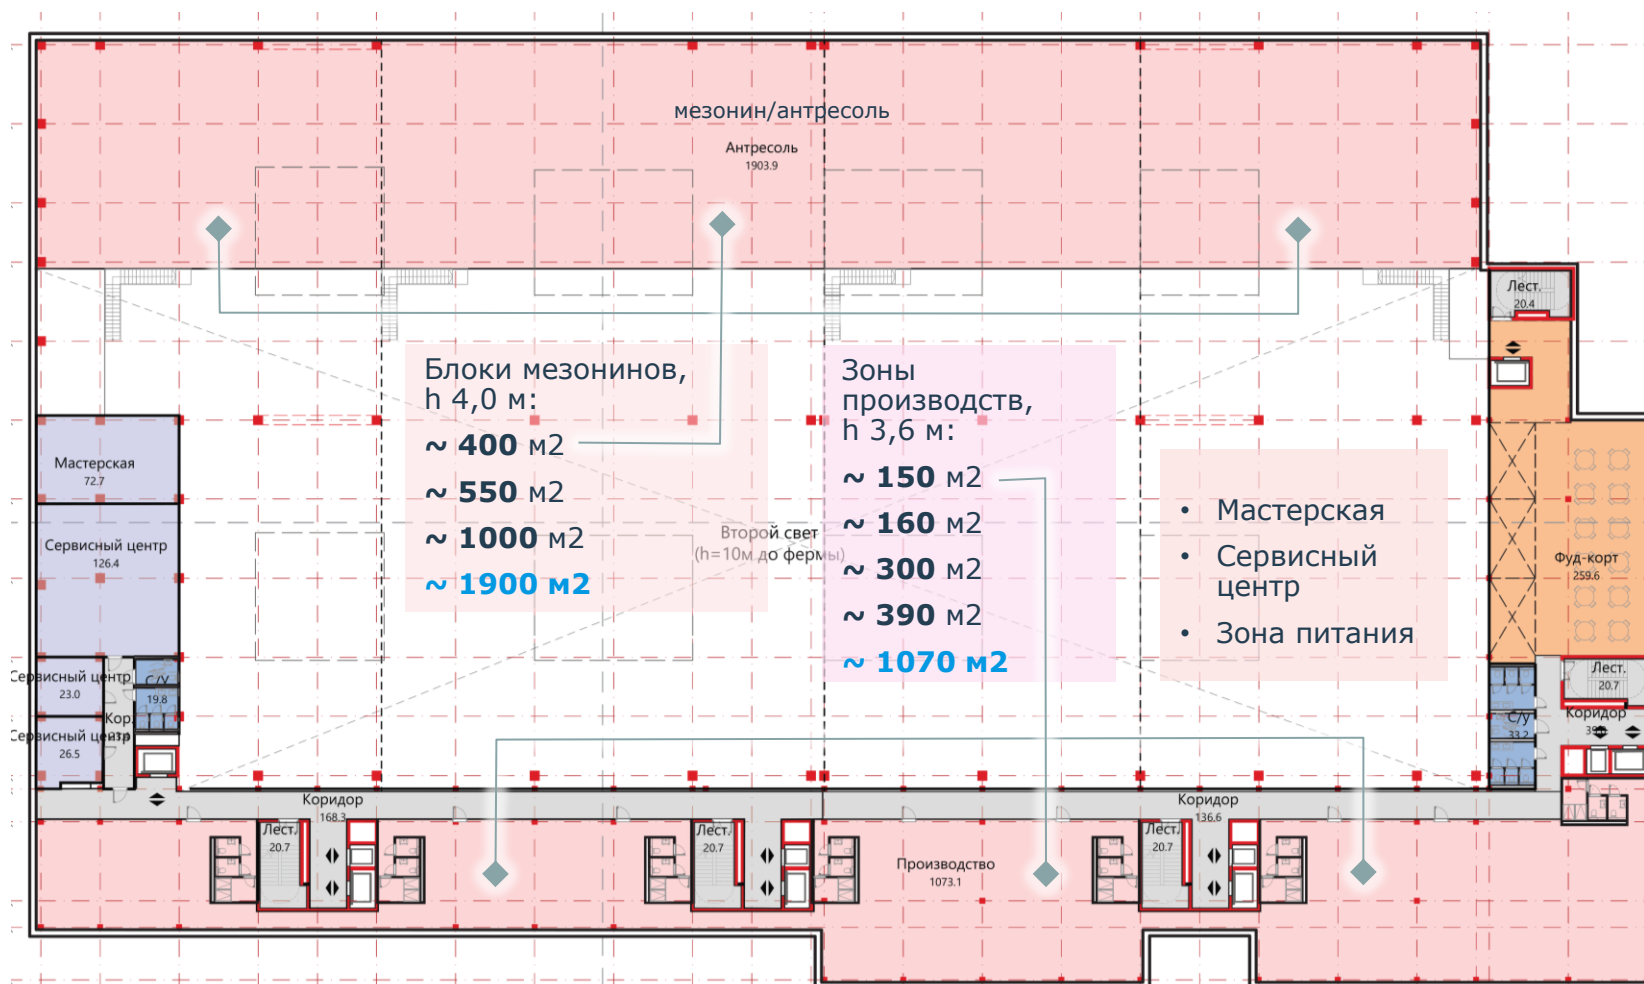 мезонин/антресоль
Антресоль
1903.9
Лест.
20.4
Блоки мезонинов,
h 4,0 м:
~ 400 м2
~ 550 м2
~ 1000 м2
~ 1900 м2
Зоны
производств,
h 3,6 м:
~ 150 м2
~ 160 м2
~ 300 м2
~ 390 м2
~ 1070 м2
• Мастерская
• Сервисный
центр
• Зона питания
Мастерская
72.7
Сервисный центр
126.4
Второй свет
(h=10м до фермы)
Фуд-корт
259.6
Сервисный центр
23.0
С/У
19.8
Кор.
Сервисный центр
26.5
Лест.
20.7
С/У
33.2
Коридор
Коридор
168.3
Коридор
136.6
Лест.
20.7
Лест.
20.7
Лест.
20.7
Производство
1073.1